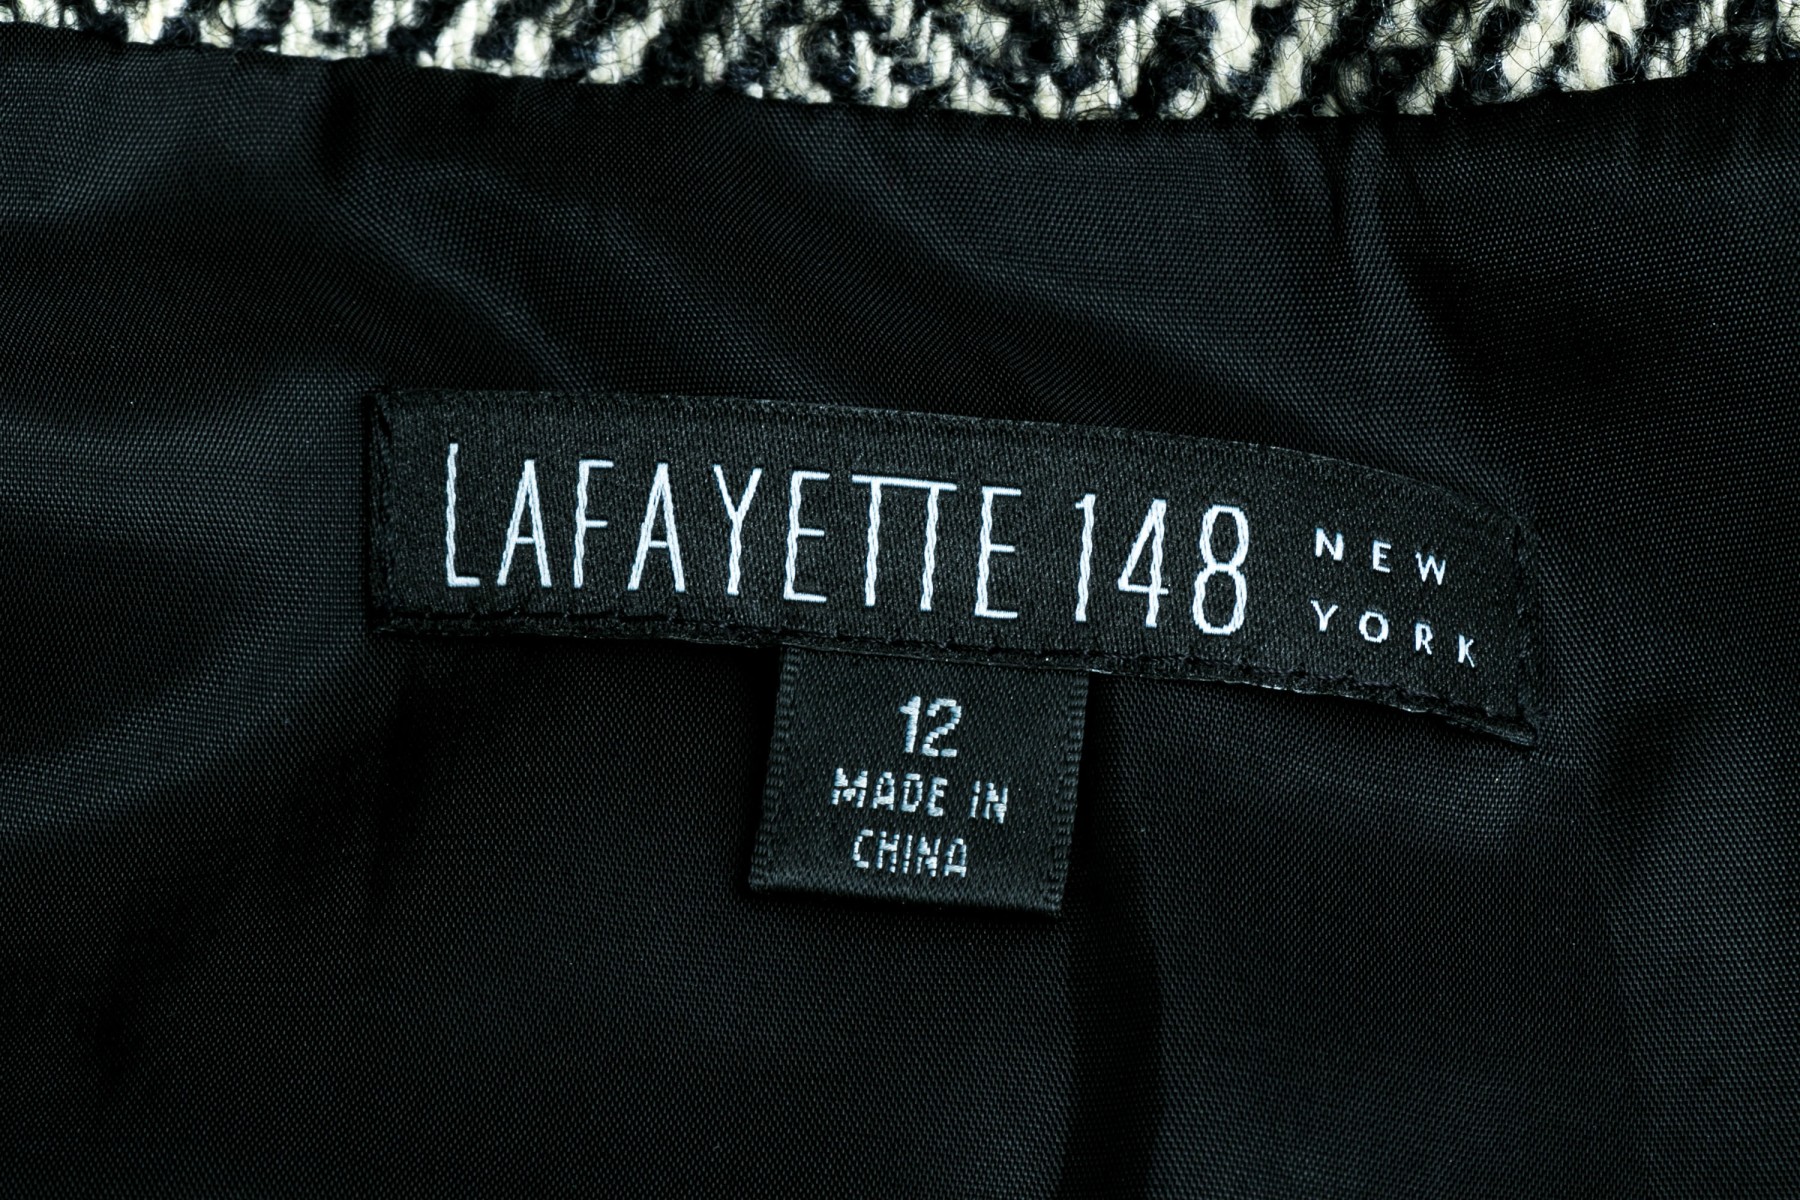 LAFAYETTE 148 NEW YORK
12
MADE IN
CHINA